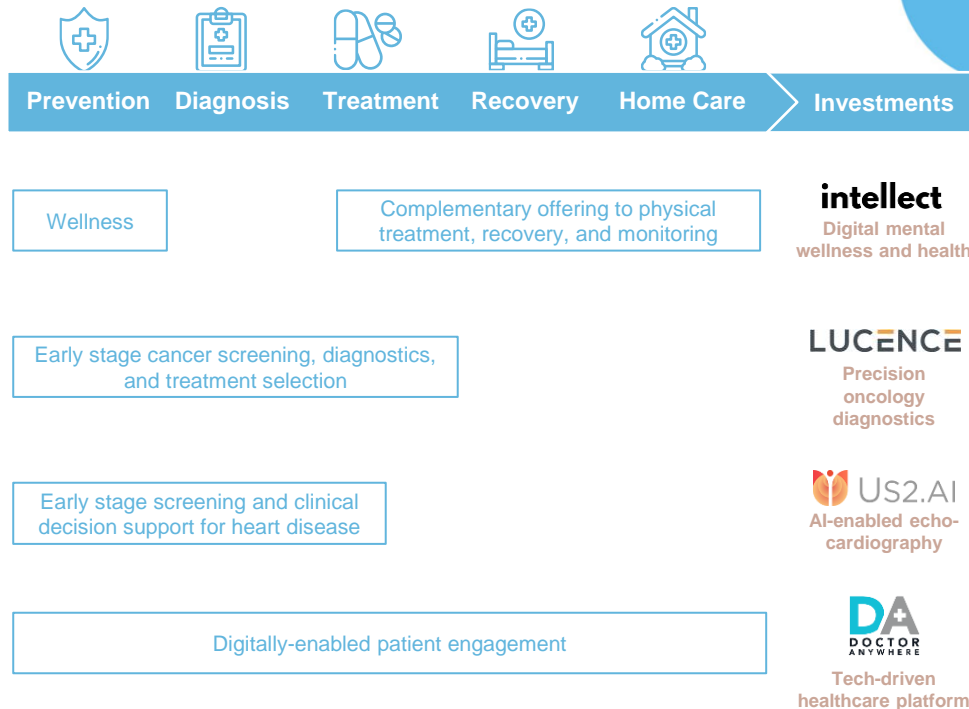 Prevention Diagnosis Treatment Recovery Home Care Investments
Wellness
Complementary offering to physical
treatment, recovery, and monitoring
intellect
Digital mental
wellness and health
Early stage cancer screening, diagnostics,
and treatment selection
LUCENCE
Precision
oncology
diagnostics
Early stage screening and clinical
decision support for heart disease
US2.AI
AI-enabled echo-
cardiography
Digitally-enabled patient engagement
DA
DOCTOR
ANYWHERE
Tech-driven
healthcare platform